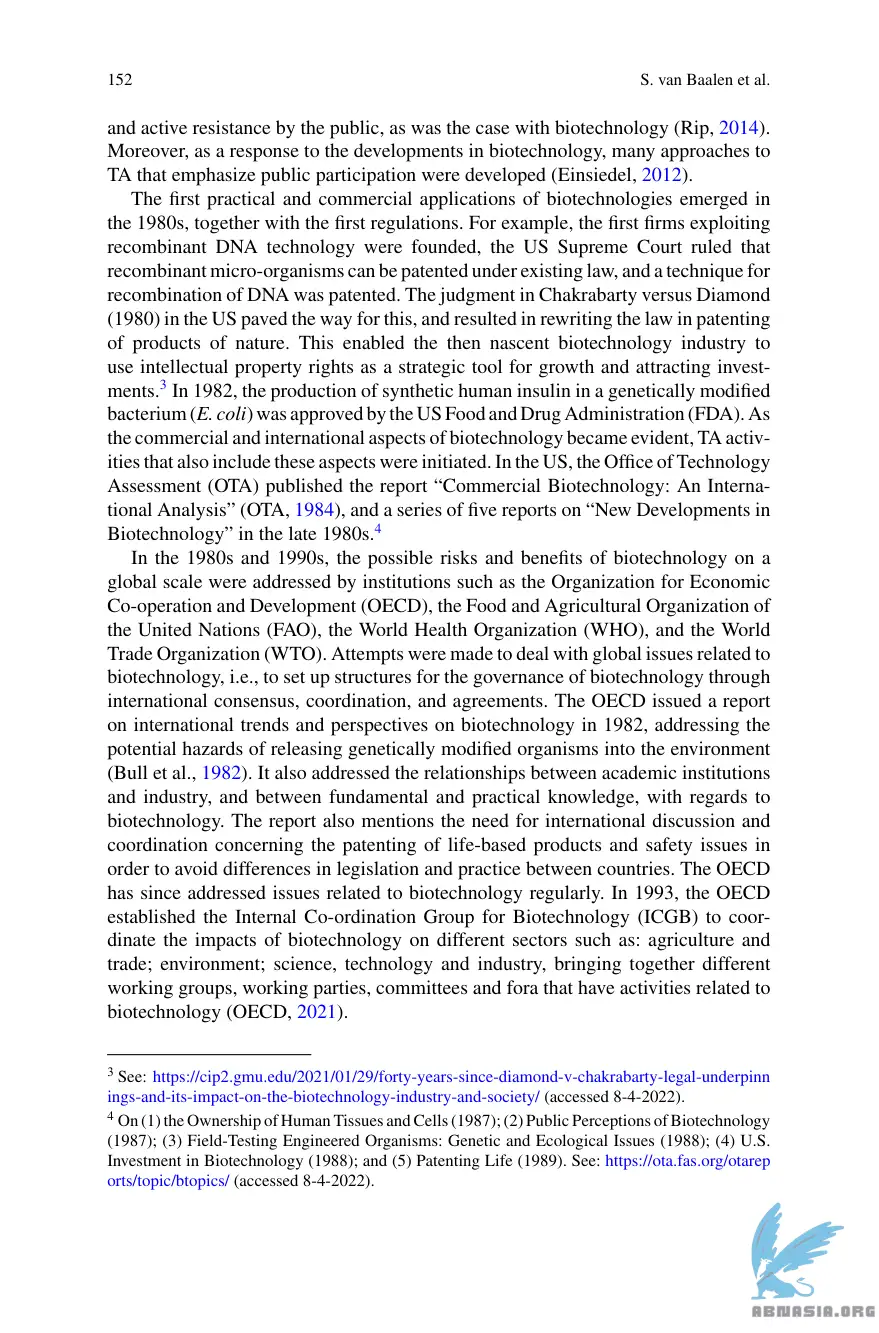 152
S. van Baalen et al.
and active resistance by the public, as was the case with biotechnology (Rip, 2014).
Moreover, as a response to the developments in biotechnology, many approaches to
TA that emphasize public participation were developed (Einsiedel, 2012).
The first practical and commercial applications of biotechnologies emerged in
the 1980s, together with the first regulations. For example, the first firms exploiting
recombinant DNA technology were founded, the US Supreme Court ruled that
recombinant micro-organisms can be patented under existing law, and a technique for
recombination of DNA was patented. The judgment in Chakrabarty versus Diamond
(1980) in the US paved the way for this, and resulted in rewriting the law in patenting
of products of nature. This enabled the then nascent biotechnology industry to
use intellectual property rights as a strategic tool for growth and attracting invest-
ments.3 In 1982, the production of synthetic human insulin in a genetically modified
bacterium (E. coli) was approved by the US Food and Drug Administration (FDA). As
the commercial and international aspects of biotechnology became evident, TA activ-
ities that also include these aspects were initiated. In the US, the Office of Technology
Assessment (OTA) published the report “Commercial Biotechnology: An Interna-
tional Analysis” (OTA, 1984), and a series of five reports on “New Developments in
Biotechnology” in the late 1980s.4
In the 1980s and 1990s, the possible risks and benefits of biotechnology on a
global scale were addressed by institutions such as the Organization for Economic
Co-operation and Development (OECD), the Food and Agricultural Organization of
the United Nations (FAO), the World Health Organization (WHO), and the World
Trade Organization (WTO). Attempts were made to deal with global issues related to
biotechnology, i.e., to set up structures for the governance of biotechnology through
international consensus, coordination, and agreements. The OECD issued a report
on international trends and perspectives on biotechnology in 1982, addressing the
potential hazards of releasing genetically modified organisms into the environment
(Bull et al., 1982). It also addressed the relationships between academic institutions
and industry, and between fundamental and practical knowledge, with regards to
biotechnology. The report also mentions the need for international discussion and
coordination concerning the patenting of life-based products and safety issues in
order to avoid differences in legislation and practice between countries. The OECD
has since addressed issues related to biotechnology regularly. In 1993, the OECD
established the Internal Co-ordination Group for Biotechnology (ICGB) to coor-
dinate the impacts of biotechnology on different sectors such as: agriculture and
trade; environment; science, technology and industry, bringing together different
working groups, working parties, committees and fora that have activities related to
biotechnology (OECD, 2021).
3 See: https://cip2.gmu.edu/2021/01/29/forty-years-since-diamond-v-chakrabarty-legal-underpinn
ings-and-its-impact-on-the-biotechnology-industry-and-society/ (accessed 8-4-2022).
4 On (1) the Ownership of Human Tissues and Cells (1987); (2) Public Perceptions of Biotechnology
(1987); (3) Field-Testing Engineered Organisms: Genetic and Ecological Issues (1988); (4) U.S.
Investment in Biotechnology (1988); and (5) Patenting Life (1989). See: https://ota.fas.org/otarep
orts/topic/btopics/ (accessed 8-4-2022).
ABNASIA.ORG